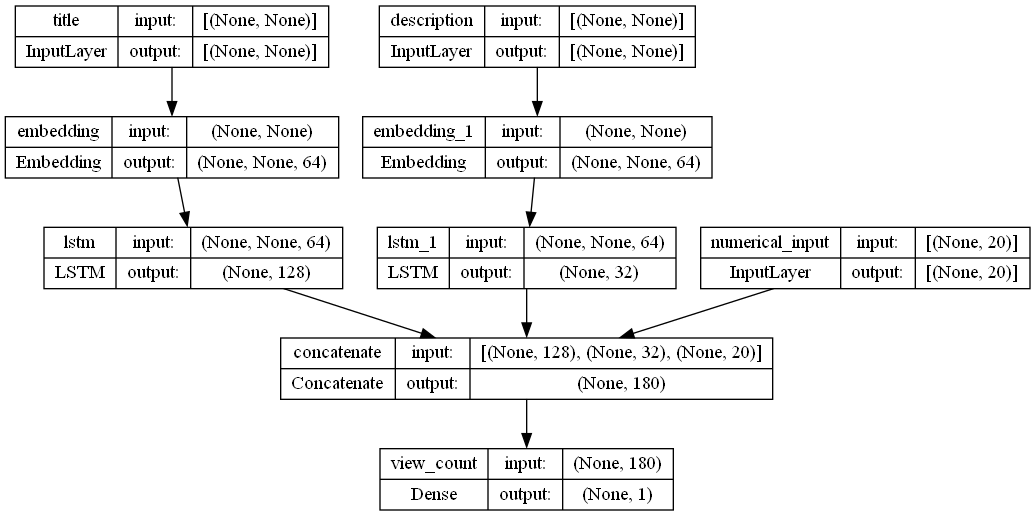 title input: [(None, None)]
InputLayer output: [(None, None)]
description input: [(None, None)]
InputLayer output: [(None, None)]
embedding input: (None, None)
Embedding output: (None, None, 64)
embedding_1 input: (None, None)
Embedding output: (None, None, 64)
lstm input: (None, None, 64)
LSTM output: (None, 128)
lstm_1 input: (None, None, 64)
LSTM output: (None, 32)
numerical_input input: [(None, 20)]
InputLayer output: [(None, 20)]
concatenate input: [(None, 128), (None, 32), (None, 20)]
Concatenate output: (None, 180)
view_count input: (None, 180)
Dense output: (None, 1)